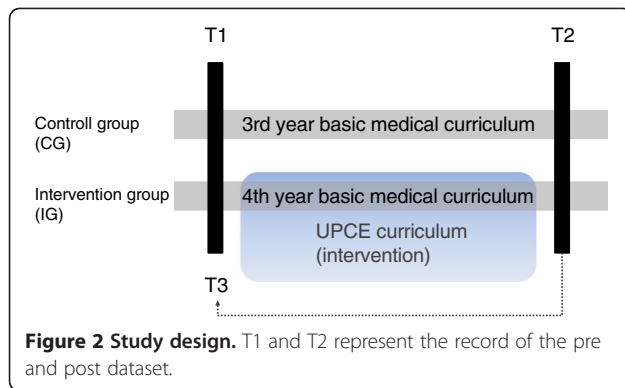 T1 T2
Controll group
(CG)
3rd year basic medical curriculum
Intervention group
(IG)
4th year basic medical curriculum
UPCE curriculum
(intervention)
T3
Figure 2 Study design. T1 and T2 represent the record of the pre
and post dataset.